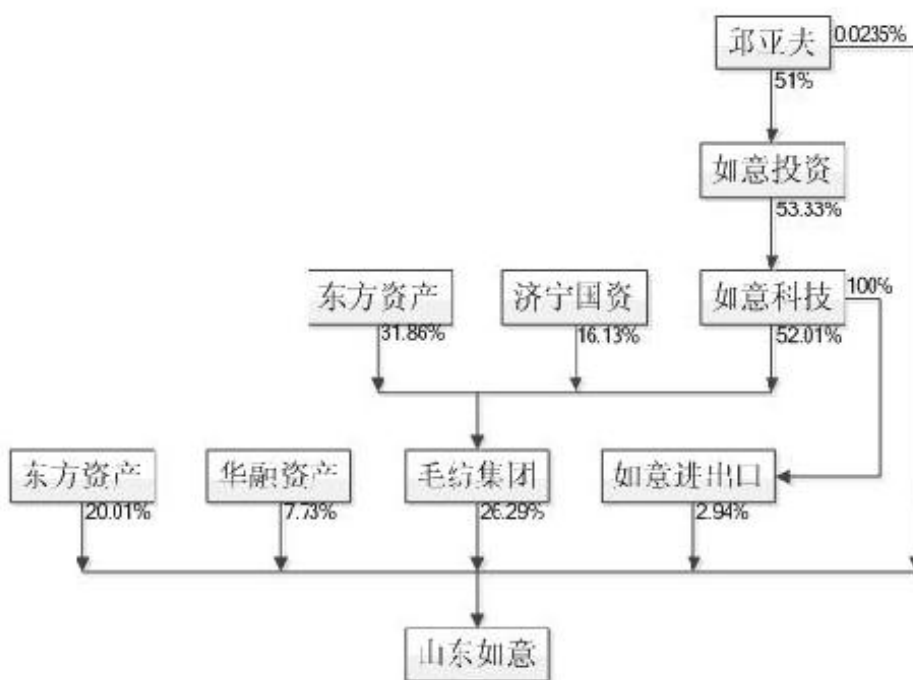 邱亚夫
0.0235%
51%
如意投资
53.33%
东方资产
济宁国资
如意科技
100%
31.86%
16.13%
52.01%
东方资产
华融资产
毛纺集团
如意进出口
20.01%
7.73%
26.29%
2.94%
山东如意